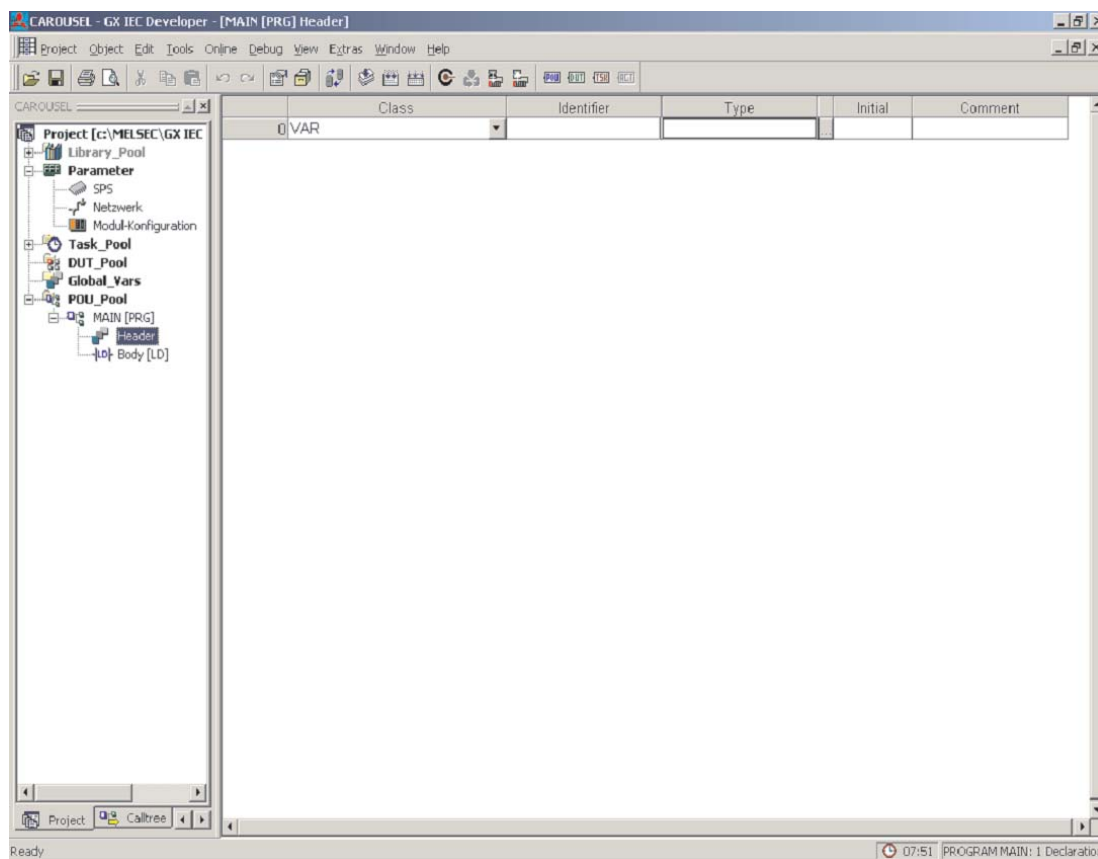 CAROUSEL - GX IEC Developer - [MAIN [PRG] Header]
Project Object Edit Tools Online Debug View Extras Window Help
CAROUSEL
Class Identifier Type Initial Comment
0 VAR
Project [c:\MELSEC\GX IEC
Library_Pool
Parameter
SPS
Netzwerk
Modul-Konfiguration
Task_Pool
DUT_Pool
Global_Vars
POU_Pool
MAIN [PRG]
Header
Body [LD]
Project Calltree
Ready 07:51 PROGRAM MAIN: 1 Declaratio